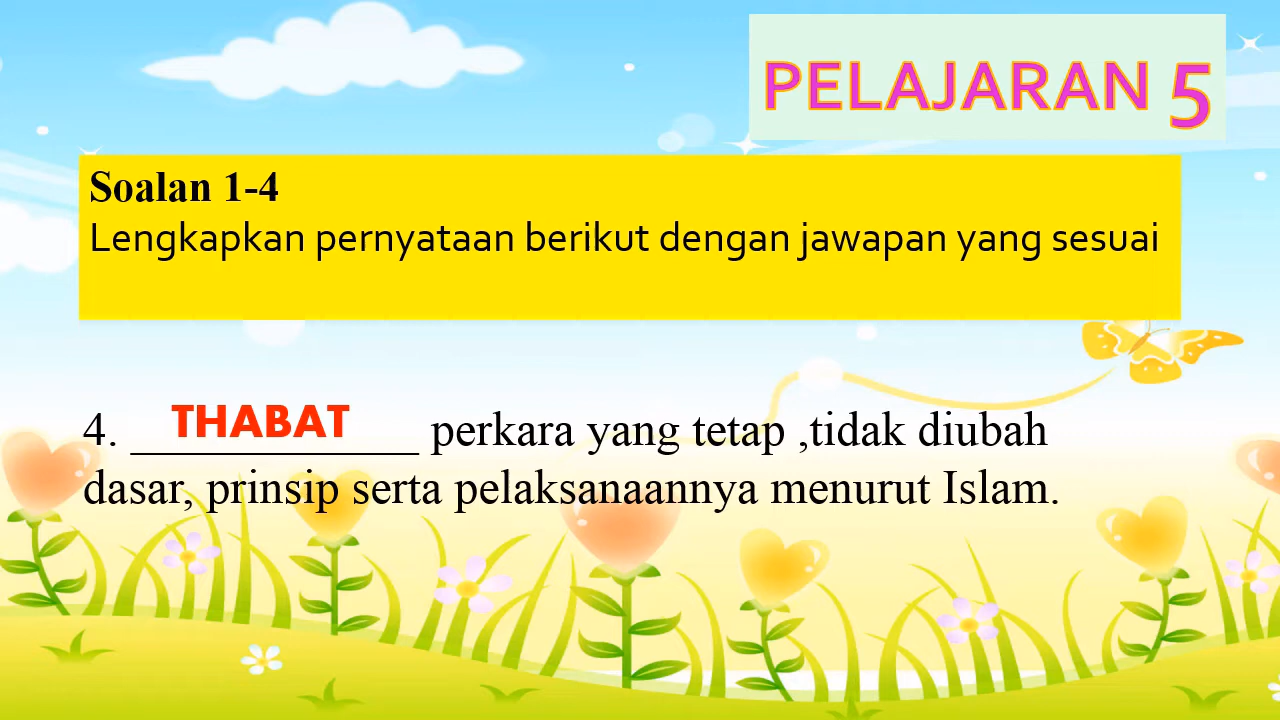 PELAJARAN 5
Soalan 1-4
Lengkapkan pernyataan berikut dengan jawapan yang sesuai
4. ____________ perkara yang tetap ,tidak diubah
THABAT
dasar, prinsip serta pelaksanaannya menurut Islam.